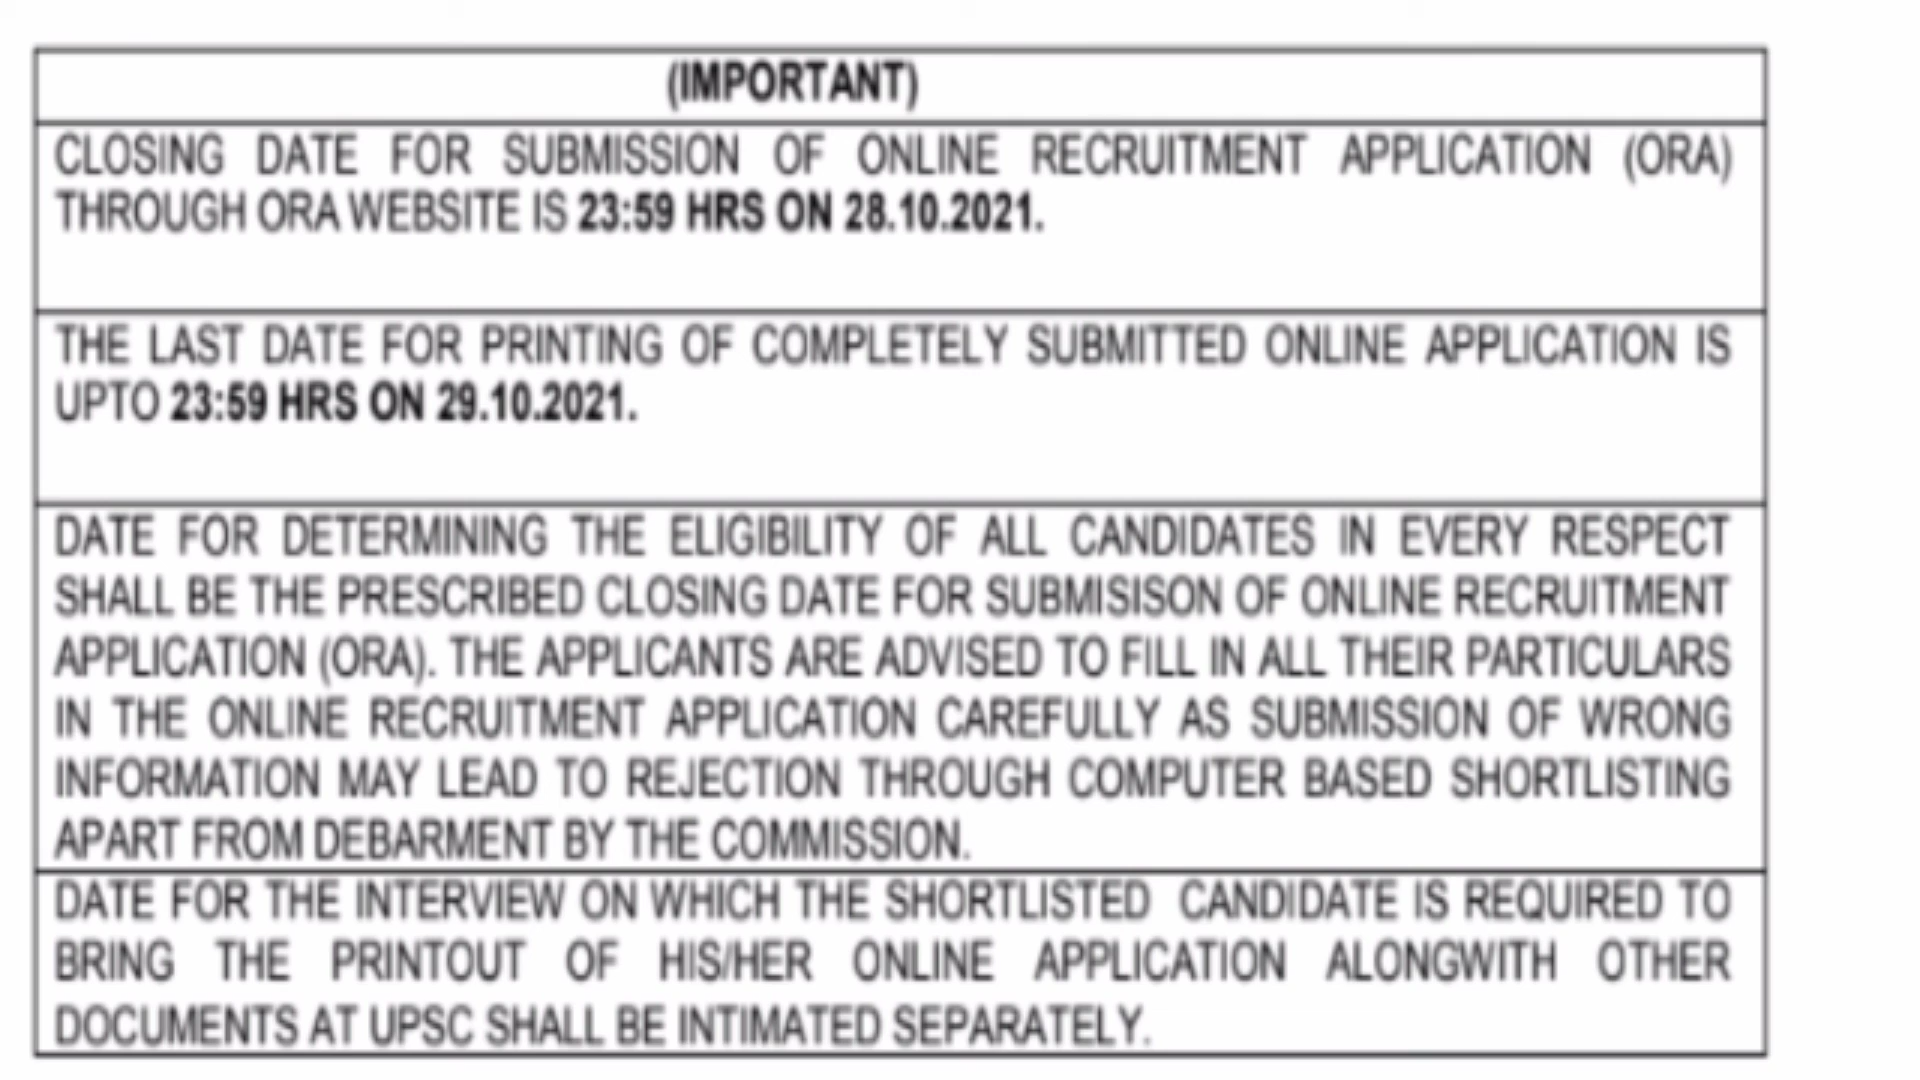 (IMPORTANT)
CLOSING DATE FOR SUBMISSION OF ONLINE RECRUITMENT APPLICATION (ORA)
THROUGH ORA WEBSITE IS 23:59 HRS ON 28.10.2021.
THE LAST DATE FOR PRINTING OF COMPLETELY SUBMITTED ONLINE APPLICATION IS
UPTO 23:59 HRS ON 29.10.2021.
DATE FOR DETERMINING THE ELIGIBILITY OF ALL CANDIDATES IN EVERY RESPECT
SHALL BE THE PRESCRIBED CLOSING DATE FOR SUBMISISON OF ONLINE RECRUITMENT
APPLICATION (ORA). THE APPLICANTS ARE ADVISED TO FILL IN ALL THEIR PARTICULARS
IN THE ONLINE RECRUITMENT APPLICATION CAREFULLY AS SUBMISSION OF WRONG
INFORMATION MAY LEAD TO REJECTION THROUGH COMPUTER BASED SHORTLISTING
APART FROM DEBARMENT BY THE COMMISSION.
DATE FOR THE INTERVIEW ON WHICH THE SHORTLISTED CANDIDATE IS REQUIRED TO
BRING THE PRINTOUT OF HIS/HER ONLINE APPLICATION ALONGWITH OTHER
DOCUMENTS AT UPSC SHALL BE INTIMATED SEPARATELY.